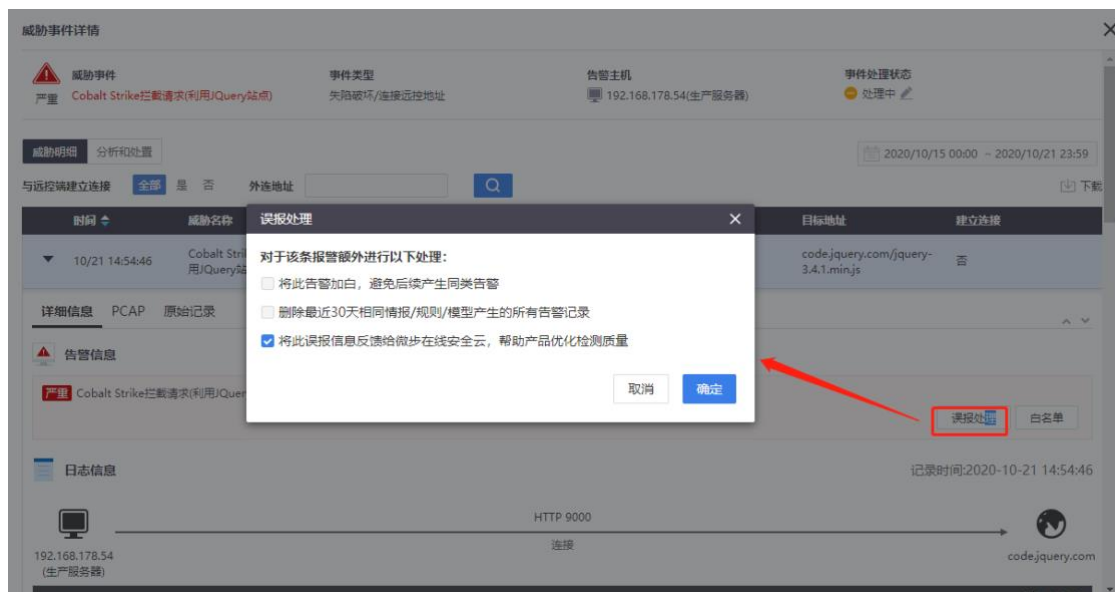 威胁事件详情
威胁事件
事件类型
告警主机
事件处理状态
严重
Cobalt Strike拦截请求(利用JQuery站点)
失陷破坏/连接远控地址
192.168.178.54(生产服务器)
处理中
威胁明细
分析和处置
2020/10/15 00:00 ~ 2020/10/21 23:59
与远控端建立连接
全部
是
否
外连地址
下载
时间
威胁名称
目标地址
建立连接
10/21 14:54:46
Cobalt Stri
用JQuery站
code.jquery.com/jquery-
3.4.1.min.js
否
误报处理
对于该条报警额外进行以下处理：
将此告警加白，避免后续产生同类告警
删除最近30天相同情报/规则/模型产生的所有告警记录
将此误报信息反馈给微步在线安全云，帮助产品优化检测质量
取消
确定
详细信息
PCAP
原始记录
告警信息
严重
Cobalt Strike拦截请求(利用JQuer
误报处理
白名单
日志信息
记录时间:2020-10-21 14:54:46
HTTP 9000
连接
192.168.178.54
(生产服务器)
code.jquery.com